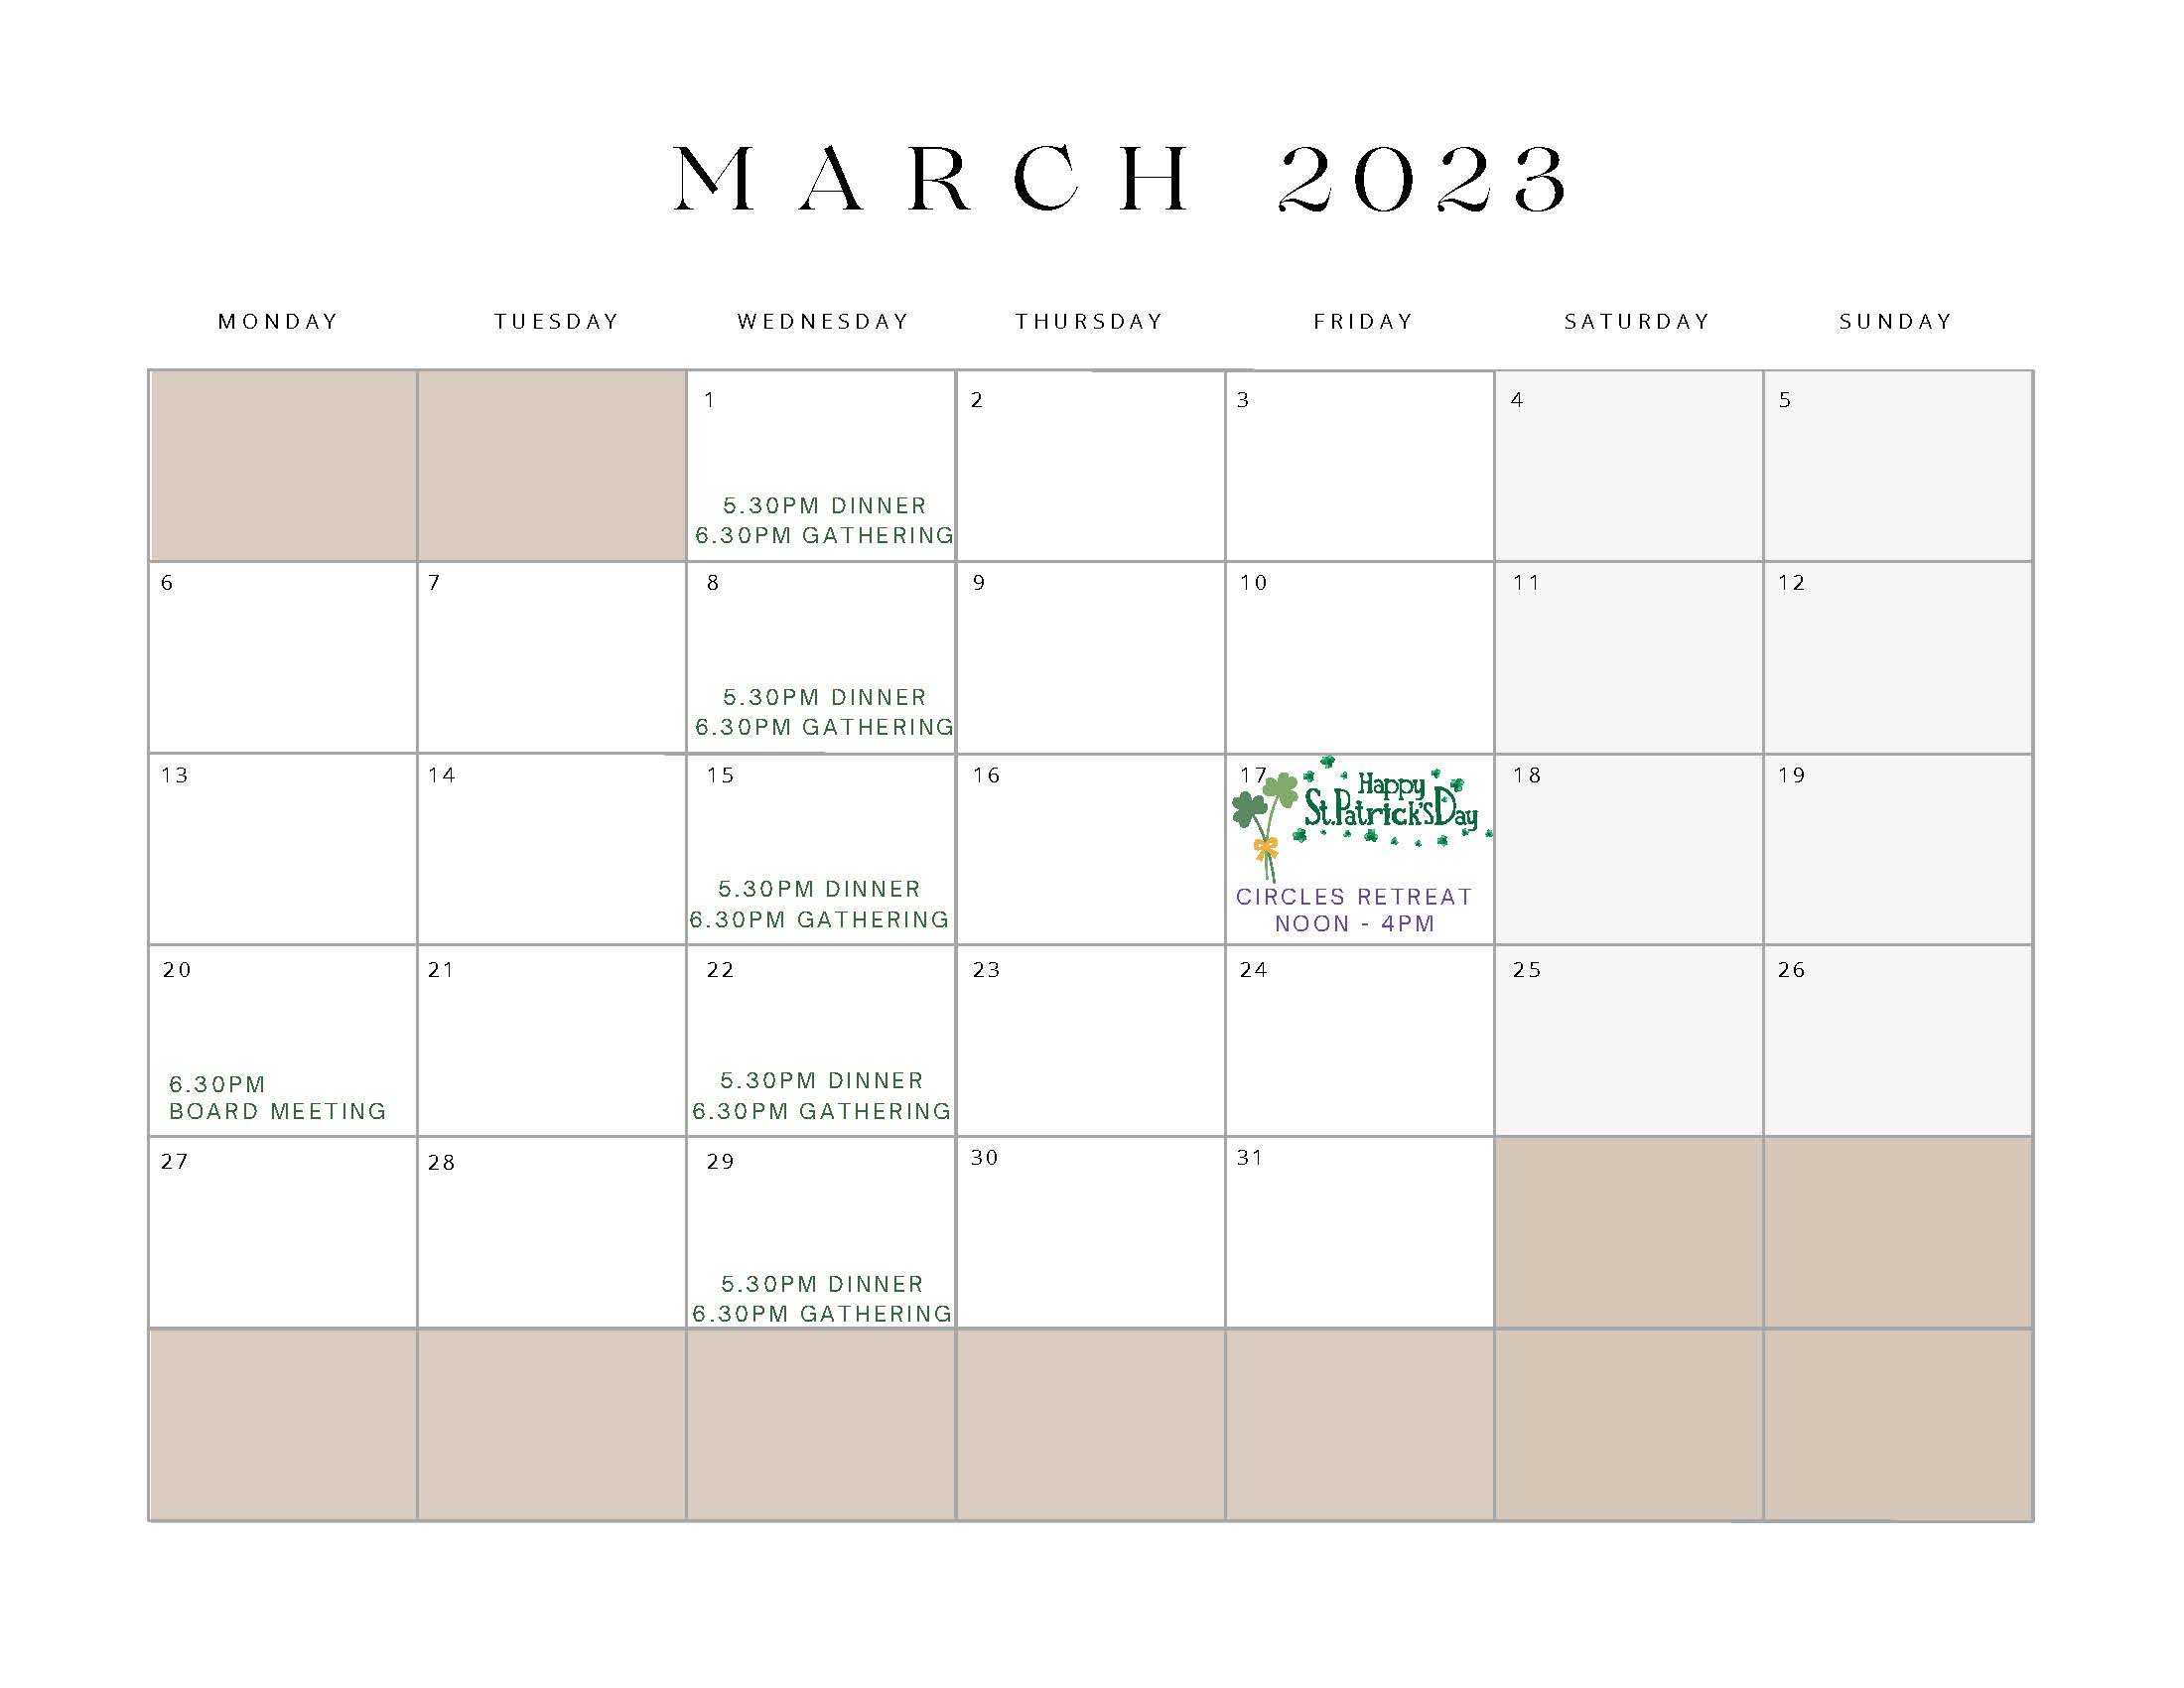 MARCH 2023
MONDAY TUESDAY WEDNESDAY THURSDAY FRIDAY SATURDAY SUNDAY
1 2 3 4 5
5.30PM DINNER
6.30PM GATHERING
6 7 8 9 10 11 12
5.30PM DINNER
6.30PM GATHERING
13 14 15 16 17 18 19
Happy
St.Patrick'sDay
5.30PM DINNER CIRCLES RETREAT
6.30PM GATHERING NOON - 4PM
20 21 22 23 24 25 26
6.30PM 5.30PM DINNER
BOARD MEETING 6.30PM GATHERING
27 28 29 30 31
5.30PM DINNER
6.30PM GATHERING